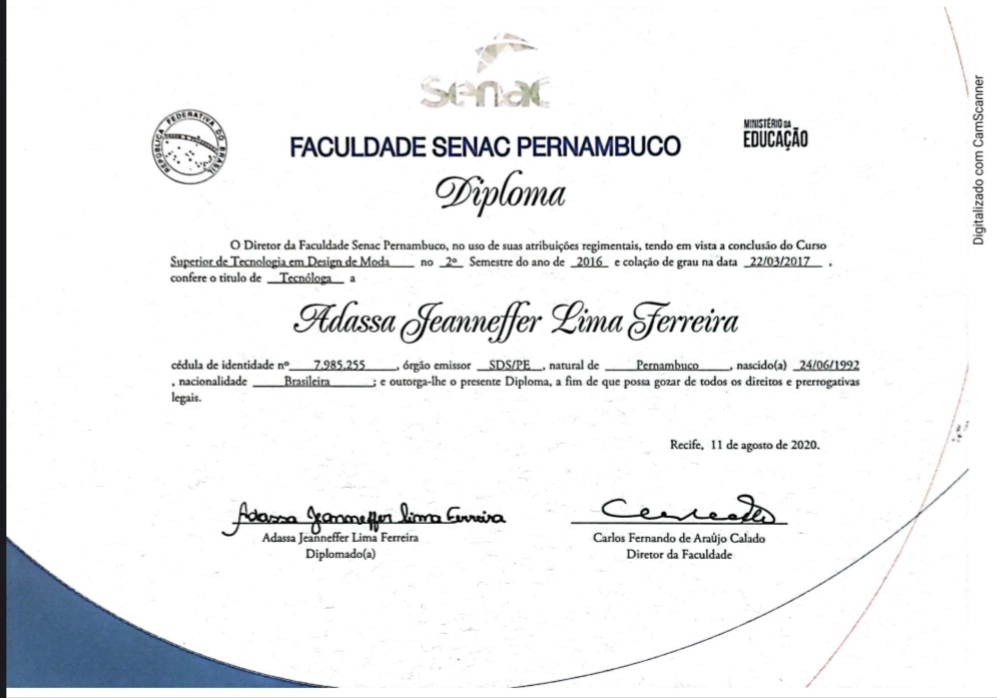 Senac
REPÚBLICA FEDERATIVA DO BRASIL
MINISTÉRIO DA
EDUCAÇÃO
FACULDADE SENAC PERNAMBUCO
Diploma
O Diretor da Faculdade Senac Pernambuco, no uso de suas atribuições regimentais, tendo em vista a conclusão do Curso
Superior de Tecnologia em Design de Moda no 2º Semestre do ano de 2016 e colação de grau na data 22/03/2017 ,
confere o titulo de Tecnóloga a
Adassa Jeanneffer Lima Ferreira
cédula de identidade nº 7.985.255 , órgão emissor SDS/PE , natural de Pernambuco , nascido(a) 24/06/1992
, nacionalidade Brasileira ; e outorga-lhe o presente Diploma, a fim de que possa gozar de todos os direitos e prerrogativas
legais.
Recife, 11 de agosto de 2020.
Adassa Jeanneffer Lima Ferreira
Adassa Jeanneffer Lima Ferreira
Diplomado(a)
Carlos Fernando de Araùjo Calado
Diretor da Faculdade
Digitalizado com CamScanner